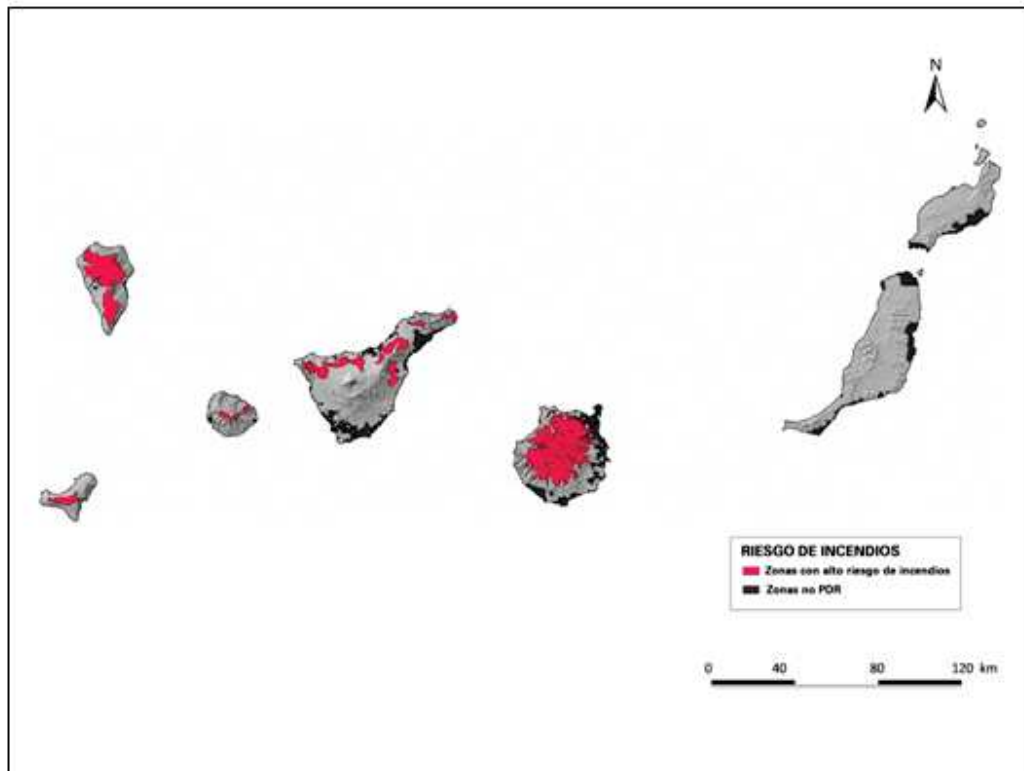 N
RIESGO DE INCENDIOS
Zonas con alto riesgo de incendios
Zonas no PDR
0 40 80 120 km